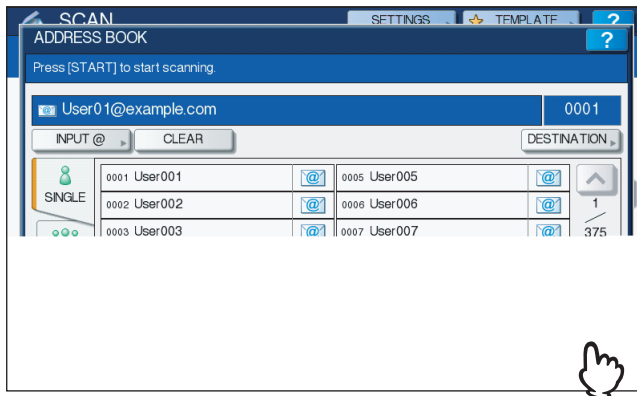 SCAN SETTINGS TEMPLATE ?
ADDRESS BOOK ?
Press [START] to start scanning.
User01@example.com 0001
INPUT @ CLEAR DESTINATION
SINGLE
0001 User001 @ 0005 User005 @
0002 User002 @ 0006 User006 @ 1
0003 User003 @ 0007 User007 @ 375